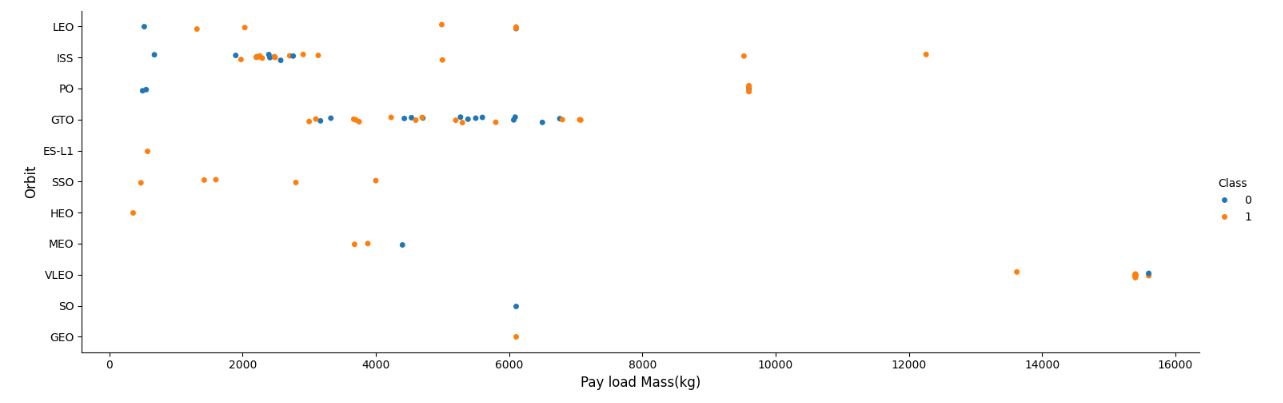 LEO
ISS
PO
GTO
ES-L1
SSO
HEO
MEO
VLEO
SO
GEO
Orbit
0 2000 4000 6000 8000 10000 12000 14000 16000
Pay load Mass(kg)
Class
0
1